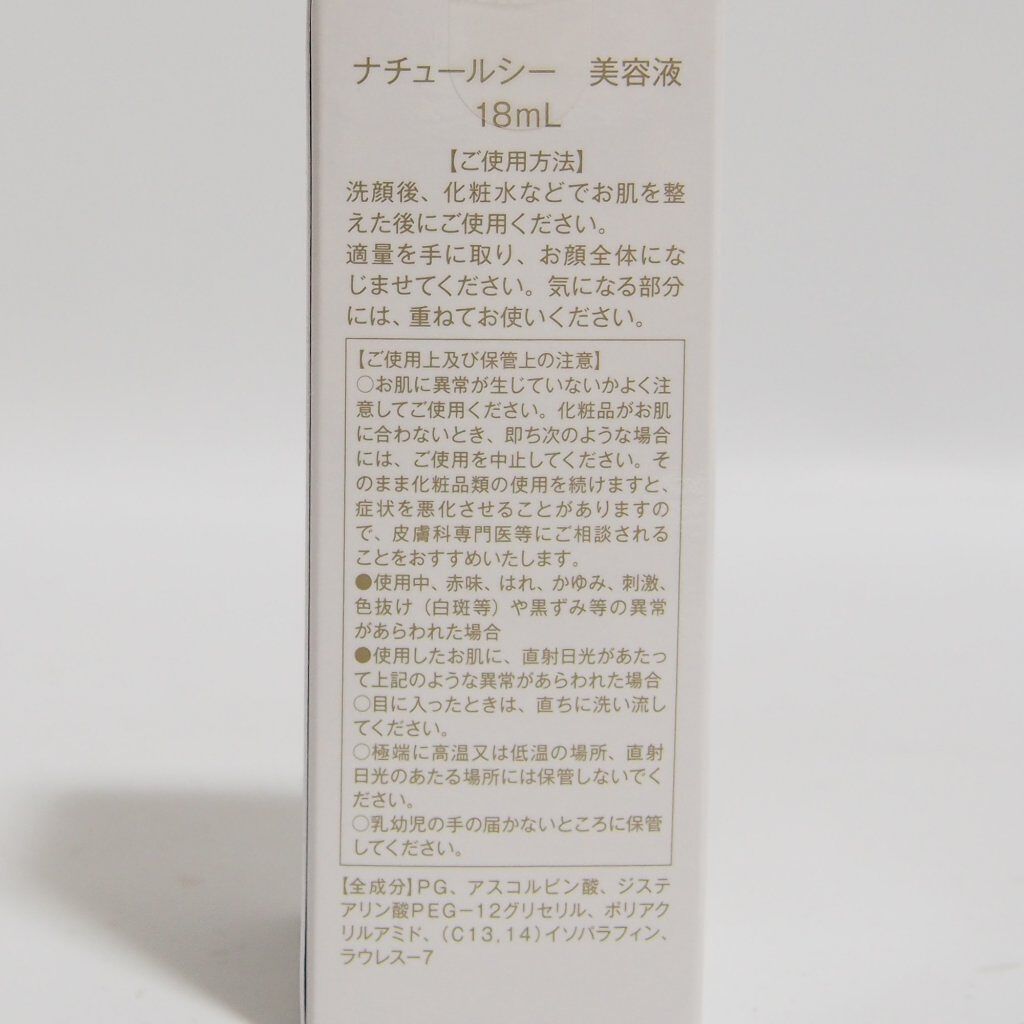 ナチュールシー　美容液
18mL
【ご使用方法】
洗顔後、化粧水などでお肌を整
えた後にご使用ください。
適量を手に取り、お顔全体にな
じませてください。気になる部分
には、重ねてお使いください。
【ご使用上及び保管上の注意】
○お肌に異常が生じていないかよく注
意してご使用ください。化粧品がお肌
に合わないとき、即ち次のような場合
には、ご使用を中止してください。そ
のまま化粧品類の使用を続けますと、
症状を悪化させることがありますの
で、皮膚科専門医等にご相談される
ことをおすすめいたします。
●使用中、赤味、はれ、かゆみ、刺激、
色抜け（白斑等）や黒ずみ等の異常
があらわれた場合
●使用したお肌に、直射日光があたっ
て上記のような異常があらわれた場合
○目に入ったときは、直ちに洗い流し
てください。
○極端に高温又は低温の場所、直射
日光のあたる場所には保管しないでく
ださい。
○乳幼児の手の届かないところに保管
してください。
【全成分】PG、アスコルビン酸、ジステ
アリン酸PEG－12グリセリル、ポリアク
リルアミド、（C13,14）イソパラフィン、
ラウレスー7